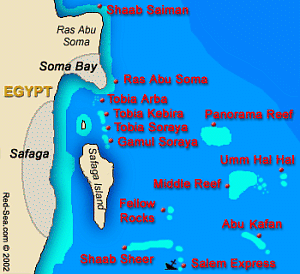 Shaab Saiman
Ras Abu
Soma
Soma Bay
Ras Abu Soma
EGYPT
Tobia Arba
Tobia Kebira
Tobia Soraya
Gamul Soraya
Panorama Reef
Safaga
Safaga Island
Umm Hal Hal
Middle Reef
Fellow
Rocks
Abu Kafan
Shaab Shear
Salem Express
Red-Sea.com © 2002